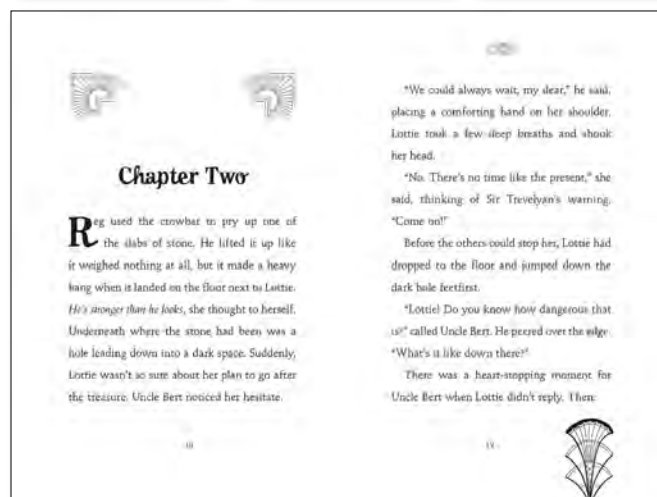 Chapter Two
Reg used the crowbar to pry up one of
the slabs of stone. He lifted it up like
it weighed nothing at all, but it made a heavy
bang when it landed on the floor next to Lottie.
He's stronger than he looks, she thought to herself.
Underneath where the stone had been was a
hole leading down into a dark space. Suddenly,
Lottie wasn't so sure about her plan to go after
the treasure. Uncle Bert noticed her hesitate.
"We could always wait, my dear," he said,
placing a comforting hand on her shoulder.
Lottie took a few deep breaths and shook
her head.
"No. There's no time like the present," she
said, thinking of Sir Trevelyan's warning.
"Come on!"
Before the others could stop her, Lottie had
dropped to the floor and jumped down the
dark hole feetfirst.
"Lottie! Do you know how dangerous that
is?" called Uncle Bert. He peered over the edge.
"What's it like down there?"
There was a heart-stopping moment for
Uncle Bert when Lottie didn't reply. Then: